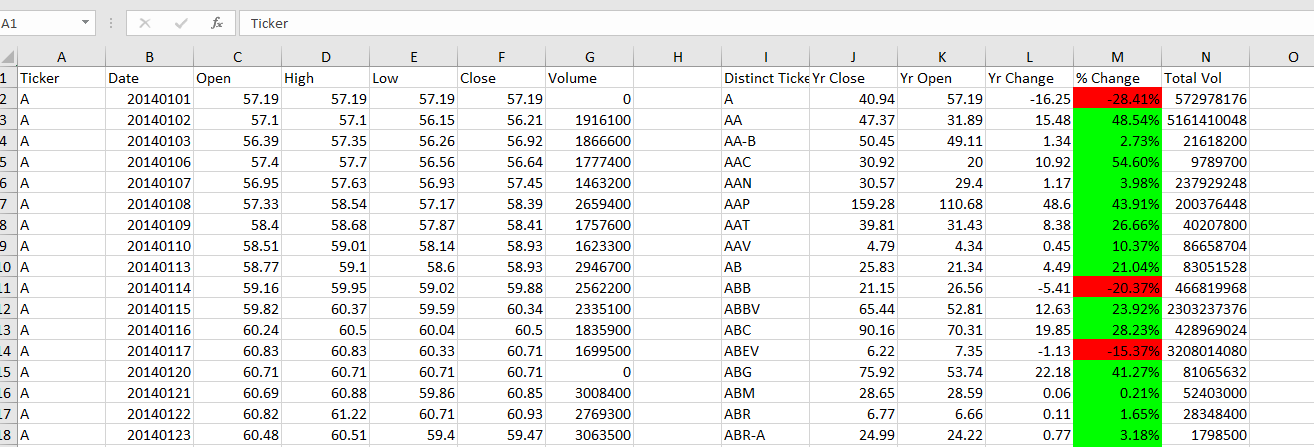 A1 fx Ticker
A B C D E F G H I J K L M N O
1 Ticker Date Open High Low Close Volume Distinct Ticke Yr Close Yr Open Yr Change % Change Total Vol
2 A 20140101 57.19 57.19 57.19 57.19 0 A 40.94 57.19 -16.25 -28.41% 572978176
3 A 20140102 57.1 57.1 56.15 56.21 1916100 AA 47.37 31.89 15.48 48.54% 5161410048
4 A 20140103 56.39 57.35 56.26 56.92 1866600 AA-B 50.45 49.11 1.34 2.73% 21618200
5 A 20140106 57.4 57.7 56.56 56.64 1777400 AAC 30.92 20 10.92 54.60% 9789700
6 A 20140107 56.95 57.63 56.93 57.45 1463200 AAN 30.57 29.4 1.17 3.98% 237929248
7 A 20140108 57.33 58.54 57.17 58.39 2659400 AAP 159.28 110.68 48.6 43.91% 200376448
8 A 20140109 58.4 58.68 57.87 58.41 1757600 AAT 39.81 31.43 8.38 26.66% 40207800
9 A 20140110 58.51 59.01 58.14 58.93 1623300 AAV 4.79 4.34 0.45 10.37% 86658704
10 A 20140113 58.77 59.1 58.6 58.93 2946700 AB 25.83 21.34 4.49 21.04% 83051528
11 A 20140114 59.16 59.95 59.02 59.88 2562200 ABB 21.15 26.56 -5.41 -20.37% 466819968
12 A 20140115 59.82 60.37 59.59 60.34 2335100 ABBV 65.44 52.81 12.63 23.92% 2303237376
13 A 20140116 60.24 60.5 60.04 60.5 1835900 ABC 90.16 70.31 19.85 28.23% 428969024
14 A 20140117 60.83 60.83 60.33 60.71 1699500 ABEV 6.22 7.35 -1.13 -15.37% 3208014080
15 A 20140120 60.71 60.71 60.71 60.71 0 ABG 75.92 53.74 22.18 41.27% 81065632
16 A 20140121 60.69 60.88 59.86 60.85 3008400 ABM 28.65 28.59 0.06 0.21% 52403000
17 A 20140122 60.82 61.22 60.71 60.93 2769300 ABR 6.77 6.66 0.11 1.65% 28348400
18 A 20140123 60.48 60.51 59.4 59.47 3063500 ABR-A 24.99 24.22 0.77 3.18% 1798500